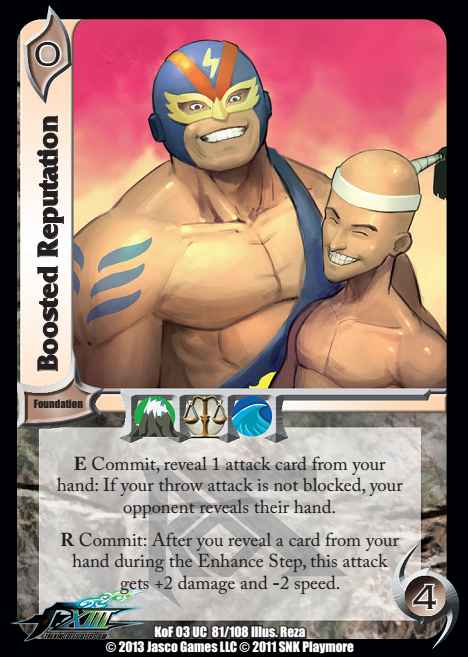 0
Boosted Reputation
Foundation
E Commit, reveal 1 attack card from your
hand: If your throw attack is not blocked, your
opponent reveals their hand.
R Commit: After you reveal a card from your
hand during the Enhance Step, this attack
gets +2 damage and -2 speed.
4
XIII
KoF 03 UC 81/108 Illus. Reza
© 2013 Jasco Games LLC © 2011 SNK Playmore